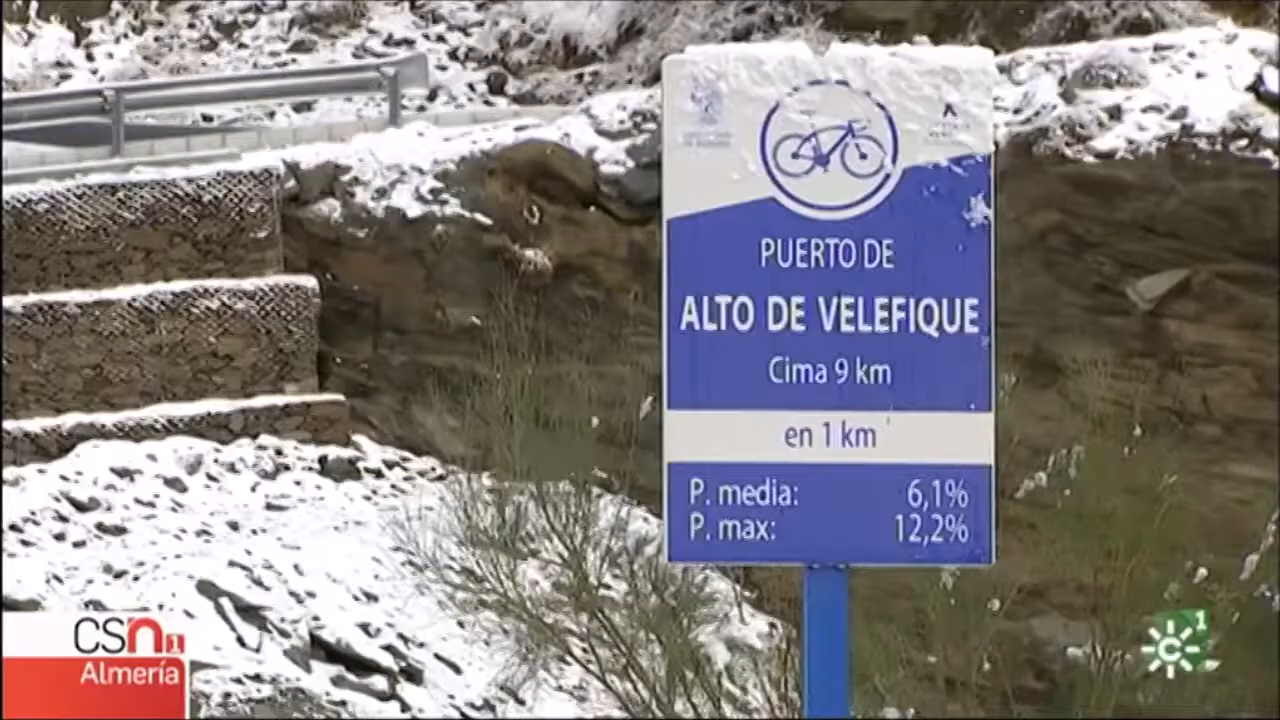 PUERTO DE
ALTO DE VELEFIQUE
Cima 9 km
en 1 km
P. media: 6,1%
P. max: 12,2%
CSn1
Almería
1